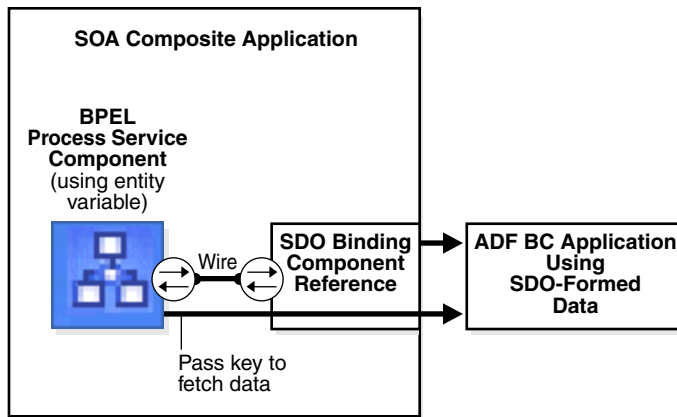 SOA Composite Application
BPEL
Process Service
Component
(using entity
variable)
Wire
SDO Binding
Component
Reference
ADF BC Application
Using
SDO-Formed
Data
Pass key to
fetch data